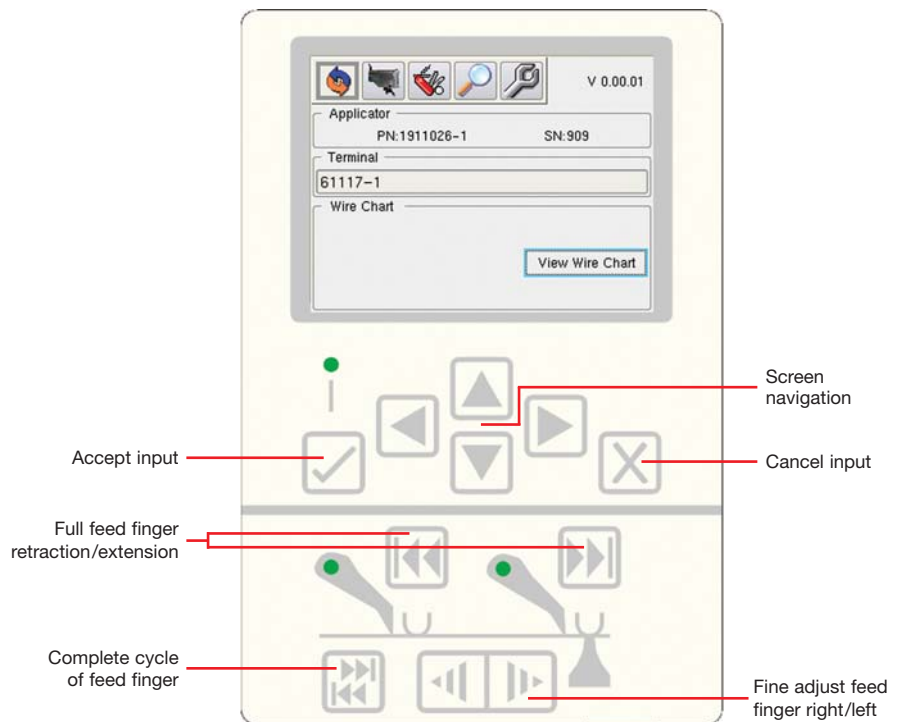 V 0.00.01
Applicator
PN:1911026-1 SN:909
Terminal
61117-1
Wire Chart
View Wire Chart
Screen
navigation
Accept input
Cancel input
Full feed finger
retraction/extension
Complete cycle
of feed finger
Fine adjust feed
finger right/left